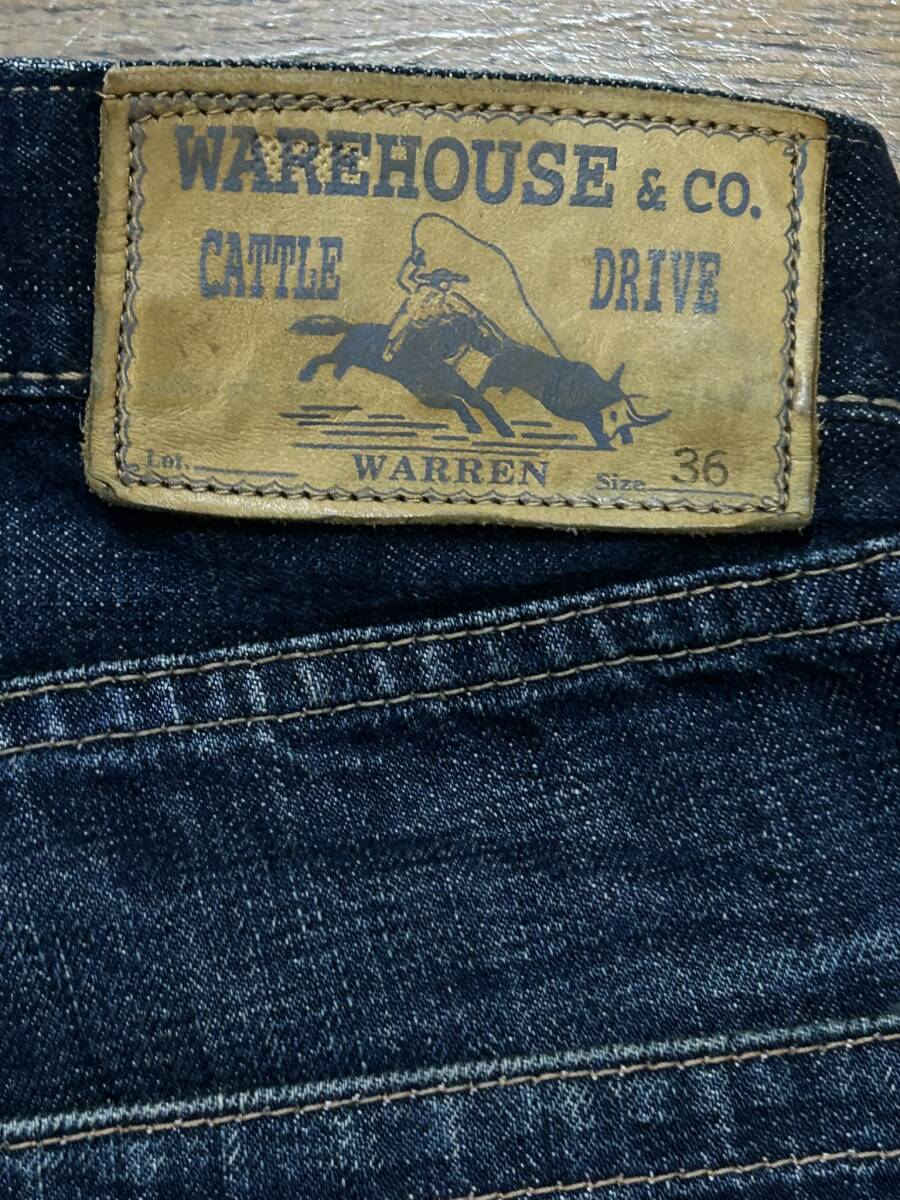 WAREHOUSE & CO.
CATTLE DRIVE
Lot.
WARREN
Size 36